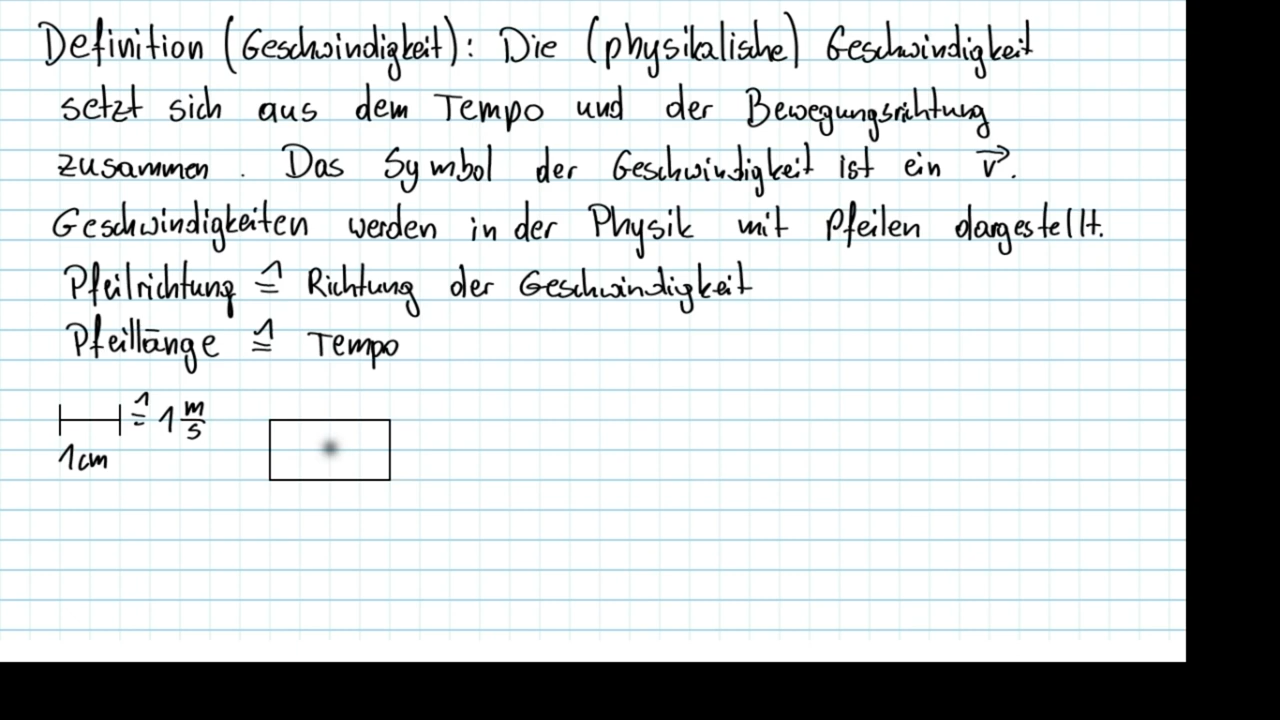 Definition (Geschwindigkeit): Die (physikalische) Geschwindigkeit
setzt sich aus dem Tempo und der Bewegungsrichtung
zusammen. Das Symbol der Geschwindigkeit ist ein v⃗.
Geschwindigkeiten werden in der Physik mit Pfeilen dargestellt.
Pfeilrichtung ≙ Richtung der Geschwindigkeit
Pfeillänge ≙ Tempo
≙ 1 m/s
1cm